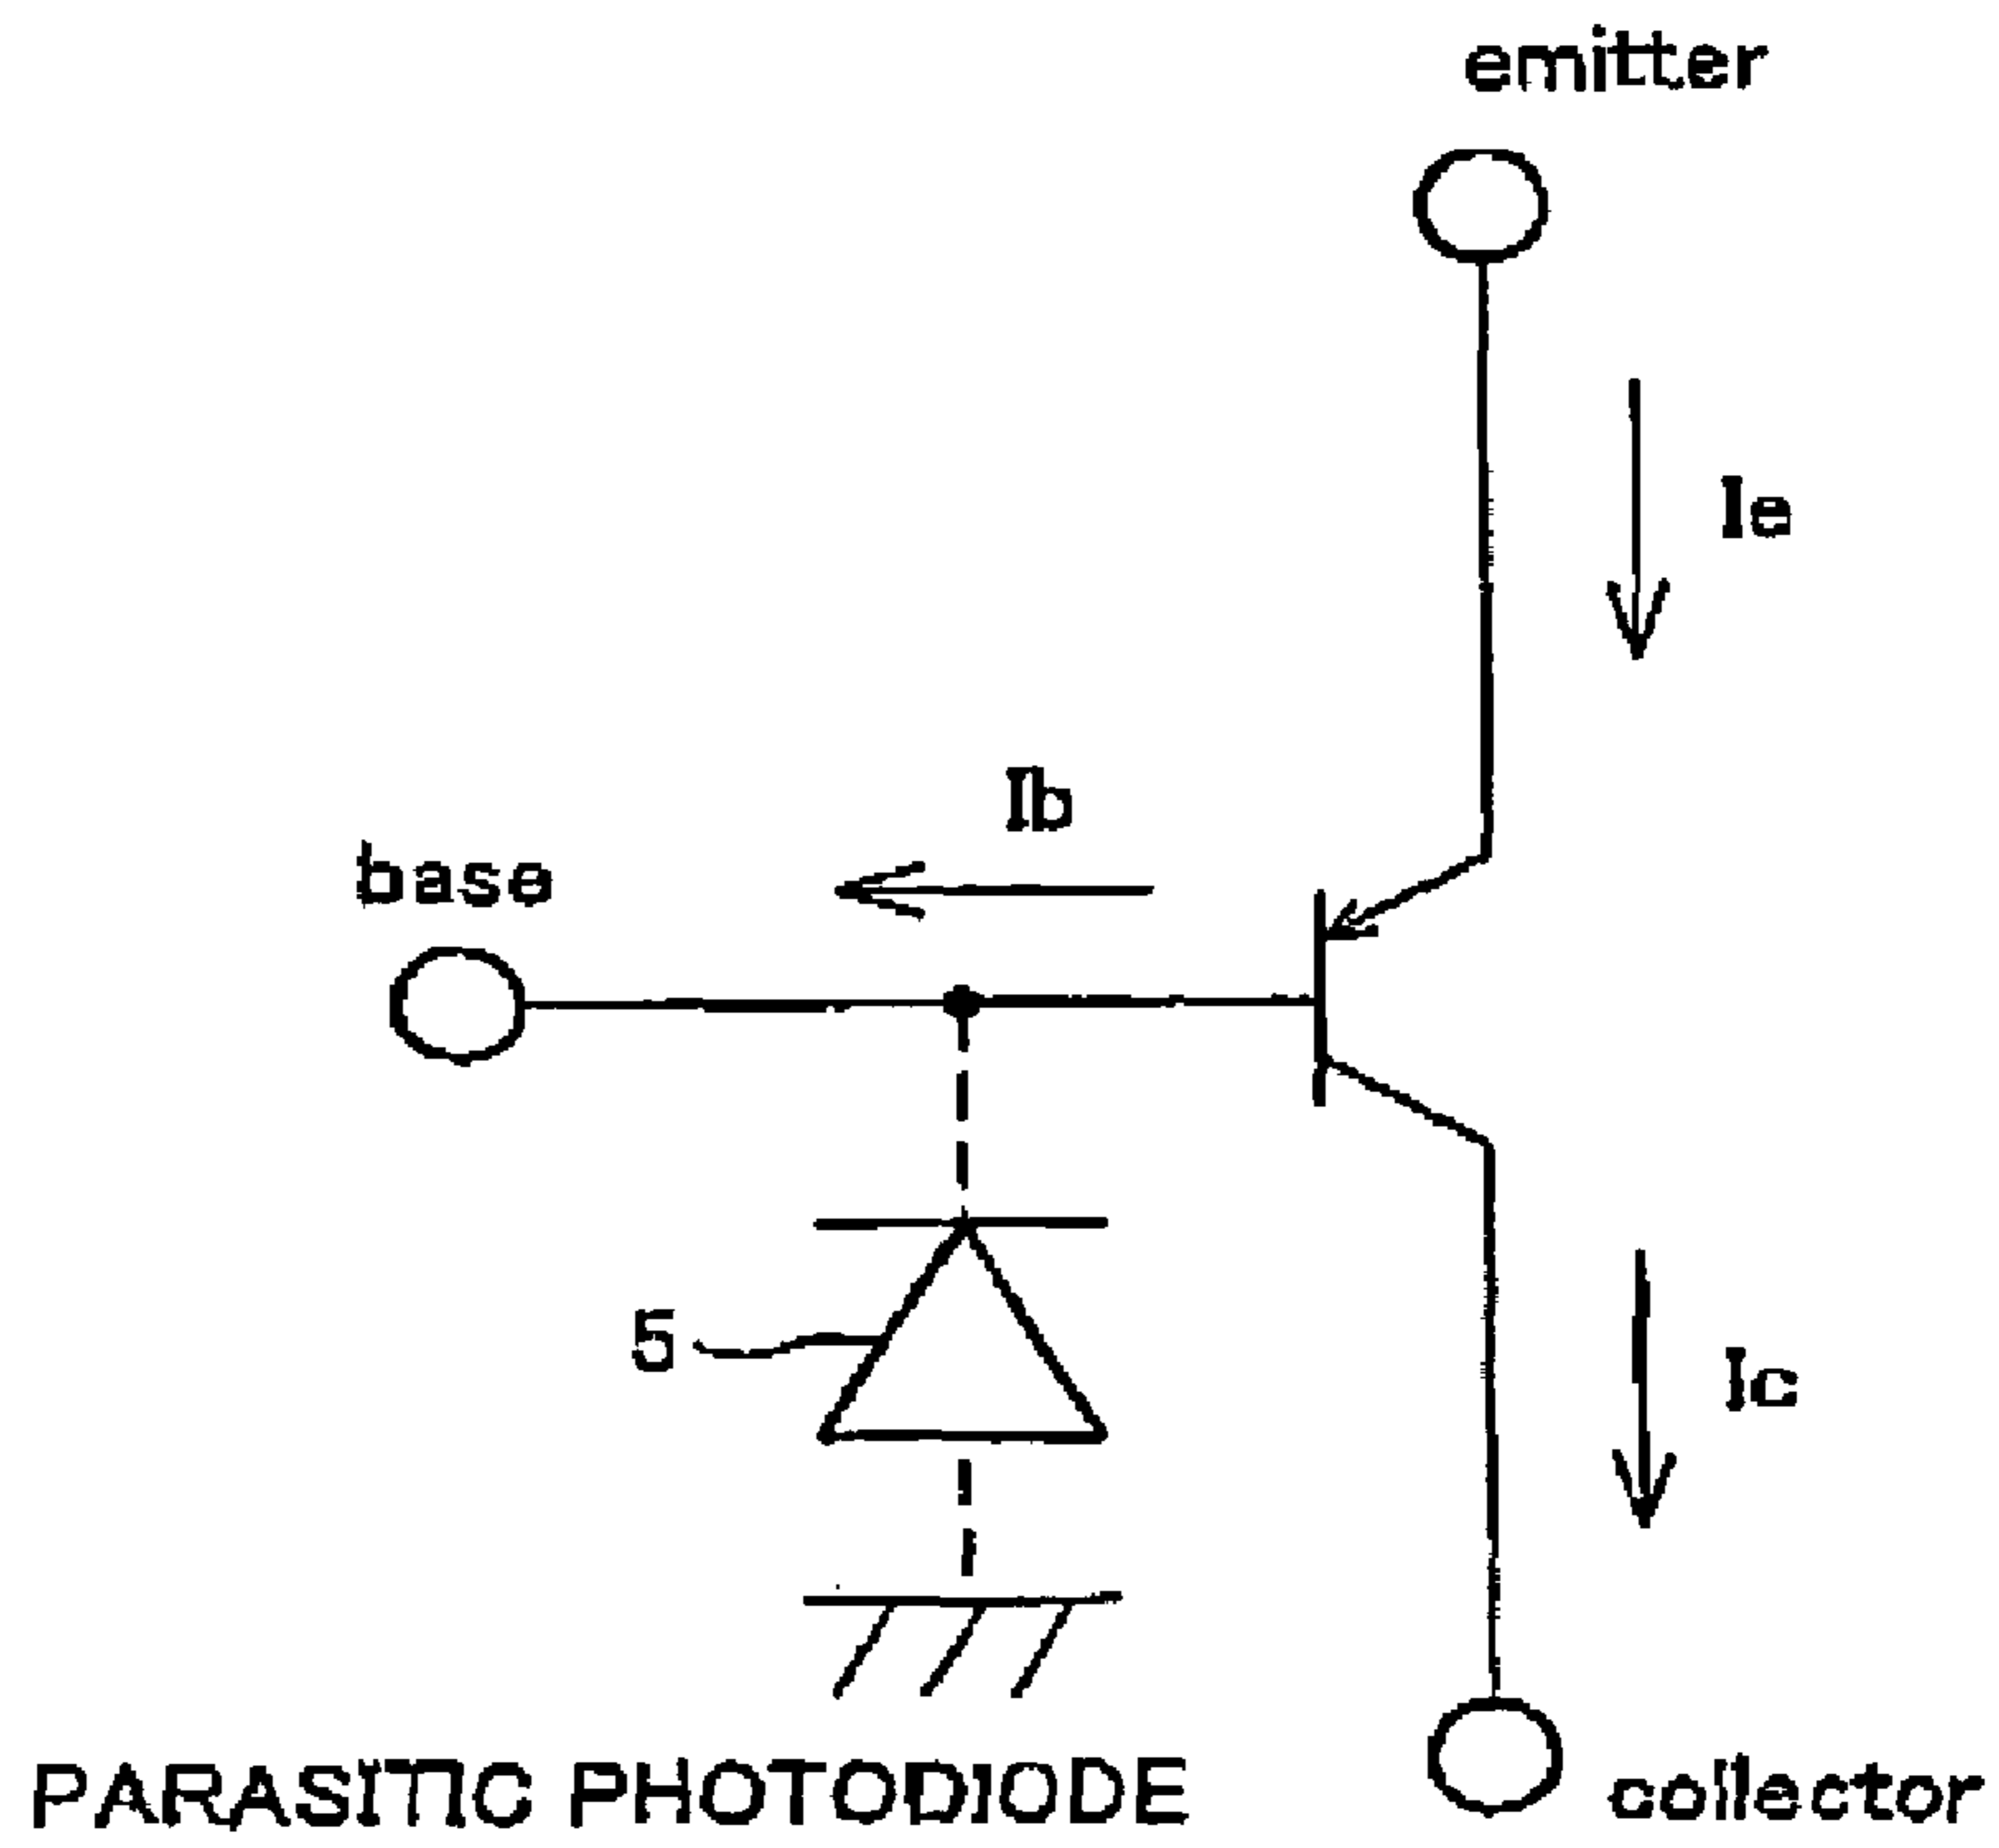 emitter
Ie
Ib
base
5
Ic
PARASITIC PHOTODIODE
collector